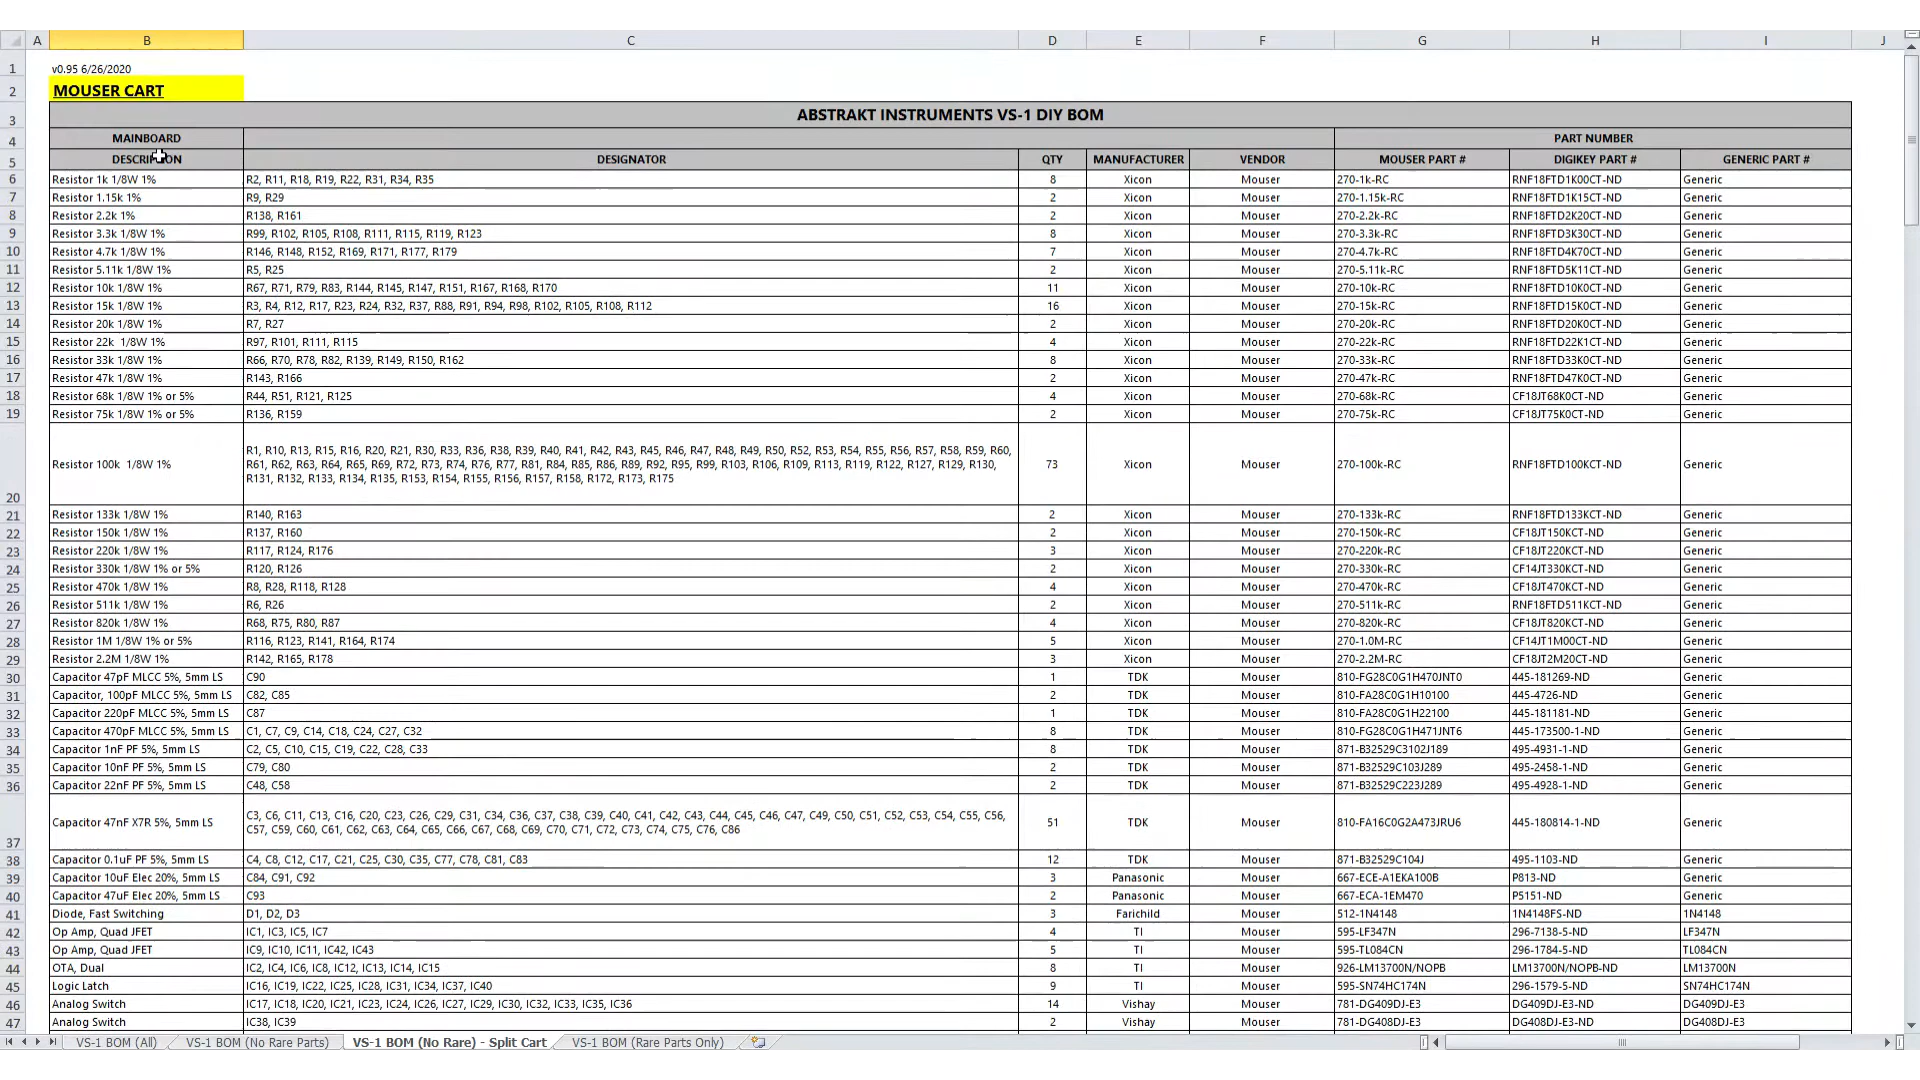 A B C D E F G H I J
1 v0.95 6/26/2020
2 MOUSER CART
3 ABSTRAKT INSTRUMENTS VS-1 DIY BOM
4 MAINBOARD PART NUMBER
5 DESCRIPTION DESIGNATOR QTY MANUFACTURER VENDOR MOUSER PART # DIGIKEY PART # GENERIC PART #
6 Resistor 1k 1/8W 1% R2, R11, R18, R19, R22, R31, R34, R35 8 Xicon Mouser 270-1k-RC RNF18FTD1K00CT-ND Generic
7 Resistor 1.15k 1% R9, R29 2 Xicon Mouser 270-1.15k-RC RNF18FTD1K15CT-ND Generic
8 Resistor 2.2k 1% R138, R161 2 Xicon Mouser 270-2.2k-RC RNF18FTD2K20CT-ND Generic
9 Resistor 3.3k 1/8W 1% R99, R102, R105, R108, R111, R115, R119, R123 8 Xicon Mouser 270-3.3k-RC RNF18FTD3K30CT-ND Generic
10 Resistor 4.7k 1/8W 1% R146, R148, R152, R169, R171, R177, R179 7 Xicon Mouser 270-4.7k-RC RNF18FTD4K70CT-ND Generic
11 Resistor 5.11k 1/8W 1% R5, R25 2 Xicon Mouser 270-5.11k-RC RNF18FTD5K11CT-ND Generic
12 Resistor 10k 1/8W 1% R67, R71, R79, R83, R144, R145, R147, R151, R167, R168, R170 11 Xicon Mouser 270-10k-RC RNF18FTD10K0CT-ND Generic
13 Resistor 15k 1/8W 1% R3, R4, R12, R17, R23, R24, R32, R37, R88, R91, R94, R98, R102, R105, R108, R112 16 Xicon Mouser 270-15k-RC RNF18FTD15K0CT-ND Generic
14 Resistor 20k 1/8W 1% R7, R27 2 Xicon Mouser 270-20k-RC RNF18FTD20K0CT-ND Generic
15 Resistor 22k 1/8W 1% R97, R101, R111, R115 4 Xicon Mouser 270-22k-RC RNF18FTD22K1CT-ND Generic
16 Resistor 33k 1/8W 1% R66, R70, R78, R82, R139, R149, R150, R162 8 Xicon Mouser 270-33k-RC RNF18FTD33K0CT-ND Generic
17 Resistor 47k 1/8W 1% R143, R166 2 Xicon Mouser 270-47k-RC RNF18FTD47K0CT-ND Generic
18 Resistor 68k 1/8W 1% or 5% R44, R51, R121, R125 4 Xicon Mouser 270-68k-RC CF18JT68K0CT-ND Generic
19 Resistor 75k 1/8W 1% or 5% R136, R159 2 Xicon Mouser 270-75k-RC CF18JT75K0CT-ND Generic
R1, R10, R13, R15, R16, R20, R21, R30, R33, R36, R38, R39, R40, R41, R42, R43, R45, R46, R47, R48, R49, R50, R52, R53, R54, R55, R56, R57, R58, R59, R60,
20 Resistor 100k 1/8W 1% R61, R62, R63, R64, R65, R69, R72, R73, R74, R76, R77, R81, R84, R85, R86, R89, R92, R95, R99, R103, R106, R109, R113, R119, R122, R127, R129, R130, 73 Xicon Mouser 270-100k-RC RNF18FTD100KCT-ND Generic
R131, R132, R133, R134, R135, R153, R154, R155, R156, R157, R158, R172, R173, R175
21 Resistor 133k 1/8W 1% R140, R163 2 Xicon Mouser 270-133k-RC RNF18FTD133KCT-ND Generic
22 Resistor 150k 1/8W 1% R137, R160 2 Xicon Mouser 270-150k-RC CF18JT150KCT-ND Generic
23 Resistor 220k 1/8W 1% R117, R124, R176 3 Xicon Mouser 270-220k-RC CF18JT220KCT-ND Generic
24 Resistor 330k 1/8W 1% or 5% R120, R126 2 Xicon Mouser 270-330k-RC CF14JT330KCT-ND Generic
25 Resistor 470k 1/8W 1% R8, R28, R118, R128 4 Xicon Mouser 270-470k-RC CF18JT470KCT-ND Generic
26 Resistor 511k 1/8W 1% R6, R26 2 Xicon Mouser 270-511k-RC RNF18FTD511KCT-ND Generic
27 Resistor 820k 1/8W 1% R68, R75, R80, R87 4 Xicon Mouser 270-820k-RC CF18JT820KCT-ND Generic
28 Resistor 1M 1/8W 1% or 5% R116, R123, R141, R164, R174 5 Xicon Mouser 270-1.0M-RC CF14JT1M00CT-ND Generic
29 Resistor 2.2M 1/8W 1% R142, R165, R178 3 Xicon Mouser 270-2.2M-RC CF18JT2M20CT-ND Generic
30 Capacitor 47pF MLCC 5%, 5mm LS C90 1 TDK Mouser 810-FG28C0G1H470JNT0 445-181269-ND Generic
31 Capacitor, 100pF MLCC 5%, 5mm LS C82, C85 2 TDK Mouser 810-FA28C0G1H10100 445-4726-ND Generic
32 Capacitor 220pF MLCC 5%, 5mm LS C87 1 TDK Mouser 810-FA28C0G1H22100 445-181181-ND Generic
33 Capacitor 470pF MLCC 5%, 5mm LS C1, C7, C9, C14, C18, C24, C27, C32 8 TDK Mouser 810-FG28C0G1H471JNT6 445-173500-1-ND Generic
34 Capacitor 1nF PF 5%, 5mm LS C2, C5, C10, C15, C19, C22, C28, C33 8 TDK Mouser 871-B32529C3102J189 495-4931-1-ND Generic
35 Capacitor 10nF PF 5%, 5mm LS C79, C80 2 TDK Mouser 871-B32529C103J289 495-2458-1-ND Generic
36 Capacitor 22nF PF 5%, 5mm LS C48, C58 2 TDK Mouser 871-B32529C223J289 495-4928-1-ND Generic
37 Capacitor 47nF X7R 5%, 5mm LS C3, C6, C11, C13, C16, C20, C23, C26, C29, C31, C34, C36, C37, C38, C39, C40, C41, C42, C43, C44, C45, C46, C47, C49, C50, C51, C52, C53, C54, C55, C56, 51 TDK Mouser 810-FA16C0G2A473JRU6 445-180814-1-ND Generic
C57, C59, C60, C61, C62, C63, C64, C65, C66, C67, C68, C69, C70, C71, C72, C73, C74, C75, C76, C86
38 Capacitor 0.1uF PF 5%, 5mm LS C4, C8, C12, C17, C21, C25, C30, C35, C77, C78, C81, C83 12 TDK Mouser 871-B32529C104J 495-1103-ND Generic
39 Capacitor 10uF Elec 20%, 5mm LS C84, C91, C92 3 Panasonic Mouser 667-ECE-A1EKA100B P813-ND Generic
40 Capacitor 47uF Elec 20%, 5mm LS C93 2 Panasonic Mouser 667-ECA-1EM470 P5151-ND Generic
41 Diode, Fast Switching D1, D2, D3 3 Farichild Mouser 512-1N4148 1N4148FS-ND 1N4148
42 Op Amp, Quad JFET IC1, IC3, IC5, IC7 4 TI Mouser 595-LF347N 296-7138-5-ND LF347N
43 Op Amp, Quad JFET IC9, IC10, IC11, IC42, IC43 5 TI Mouser 595-TL084CN 296-1784-5-ND TL084CN
44 OTA, Dual IC2, IC4, IC6, IC8, IC12, IC13, IC14, IC15 8 TI Mouser 926-LM13700N/NOPB LM13700N/NOPB-ND LM13700N
45 Logic Latch IC16, IC19, IC22, IC25, IC28, IC31, IC34, IC37, IC40 9 TI Mouser 595-SN74HC174N 296-1579-5-ND SN74HC174N
46 Analog Switch IC17, IC18, IC20, IC21, IC23, IC24, IC26, IC27, IC29, IC30, IC32, IC33, IC35, IC36 14 Vishay Mouser 781-DG409DJ-E3 DG409DJ-E3-ND DG409DJ-E3
47 Analog Switch IC38, IC39 2 Vishay Mouser 781-DG408DJ-E3 DG408DJ-E3-ND DG408DJ-E3
VS-1 BOM (All) VS-1 BOM (No Rare Parts) VS-1 BOM (No Rare) - Split Cart VS-1 BOM (Rare Parts Only)